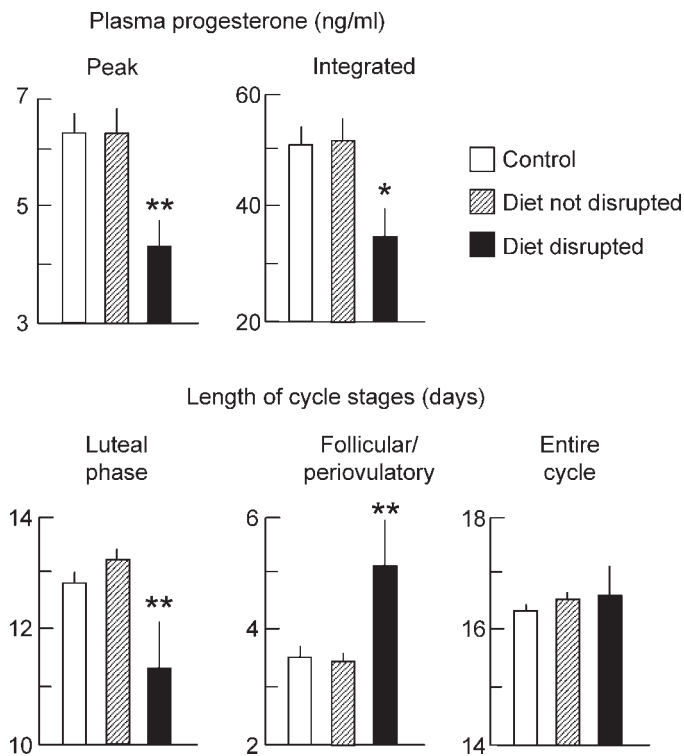 Plasma progesterone (ng/ml)
Peak
Integrated
7
5
3
**
60
40
20
*
Control
Diet not disrupted
Diet disrupted
Length of cycle stages (days)
Luteal
phase
Follicular/
periovulatory
Entire
cycle
14
12
10
**
6
4
2
**
18
16
14